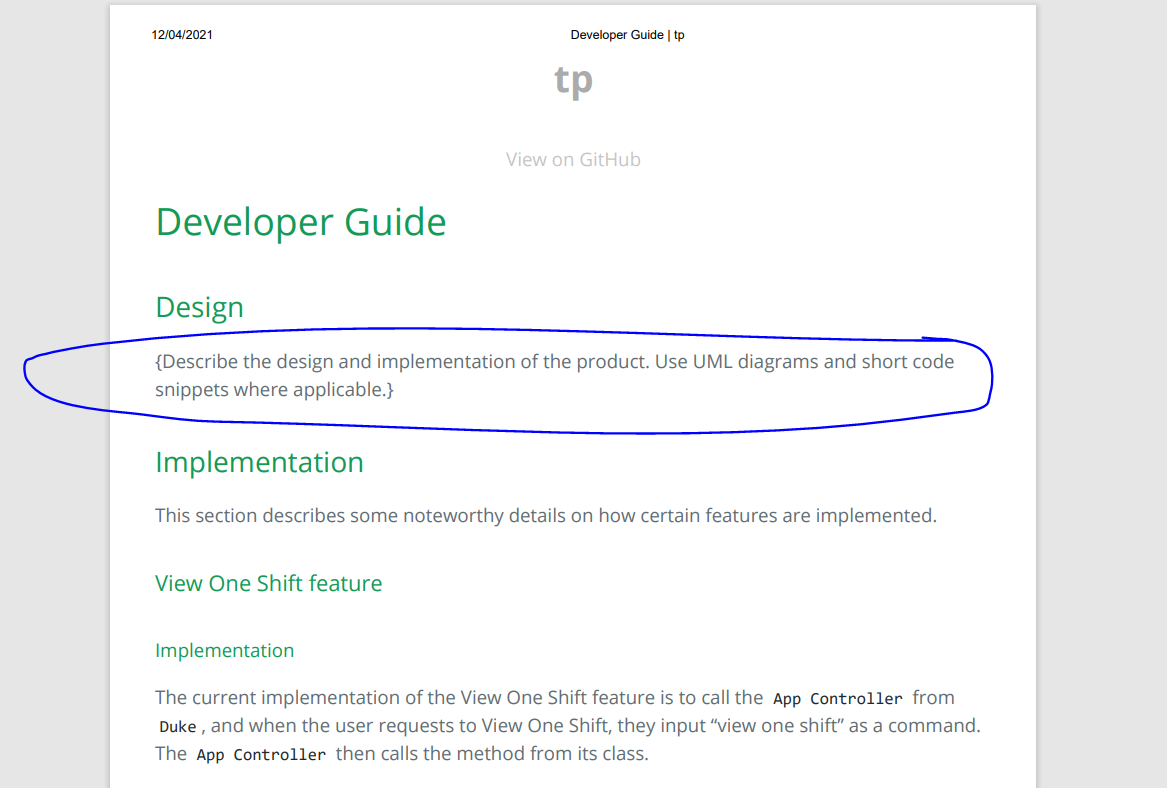 12/04/2021 Developer Guide | tp
tp
View on GitHub
Developer Guide
Design
{Describe the design and implementation of the product. Use UML diagrams and short code
snippets where applicable.}
Implementation
This section describes some noteworthy details on how certain features are implemented.
View One Shift feature
Implementation
The current implementation of the View One Shift feature is to call the App Controller from
Duke , and when the user requests to View One Shift, they input “view one shift” as a command.
The App Controller then calls the method from its class.